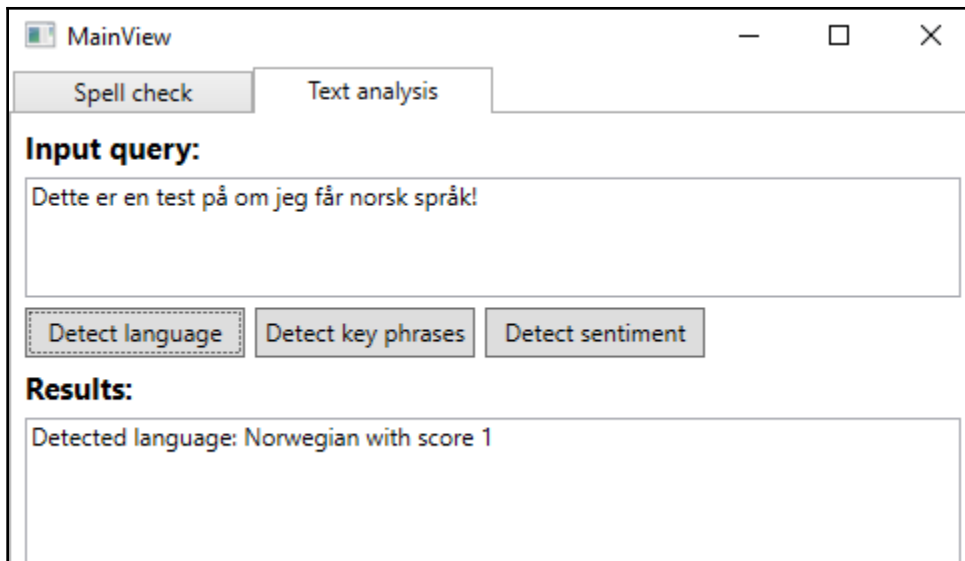 MainView
Spell check
Text analysis
Input query:
Dette er en test på om jeg får norsk språk!
Detect language
Detect key phrases
Detect sentiment
Results:
Detected language: Norwegian with score 1